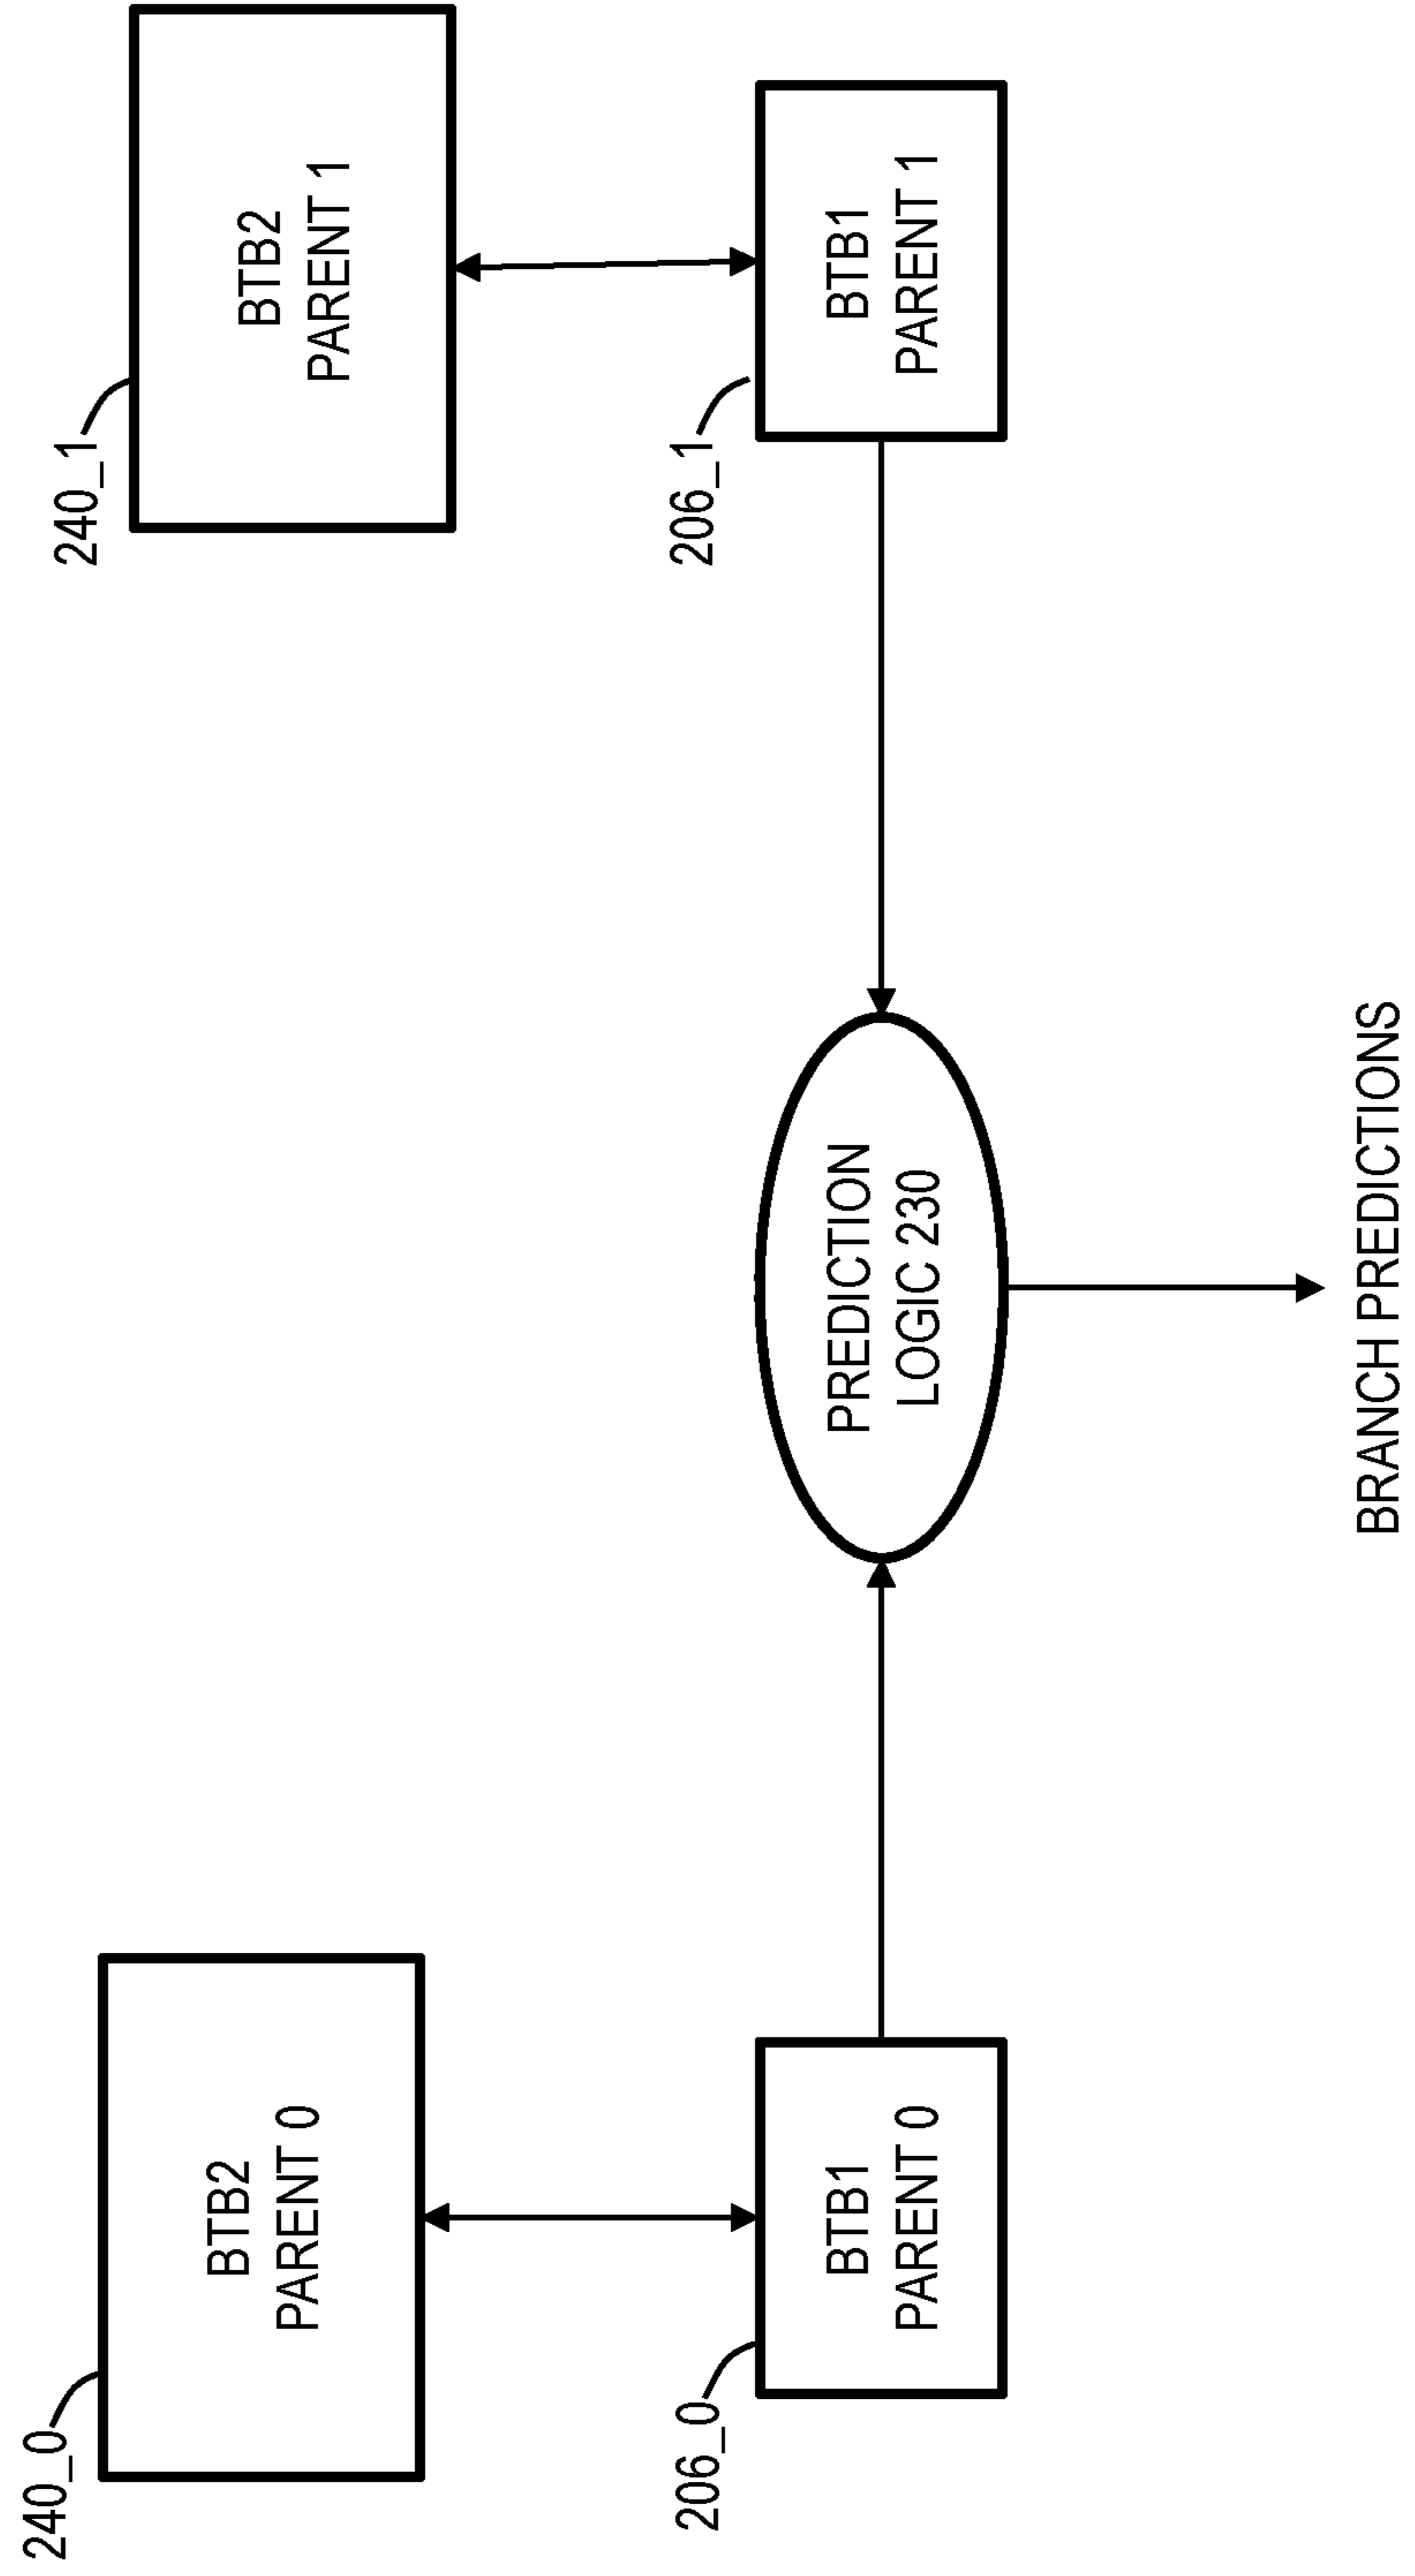 240_0
BTB2
PARENT 0
240_1
BTB2
PARENT 1
206_0
BTB1
PARENT 0
PREDICTION
LOGIC 230
206_1
BTB1
PARENT 1
BRANCH PREDICTIONS